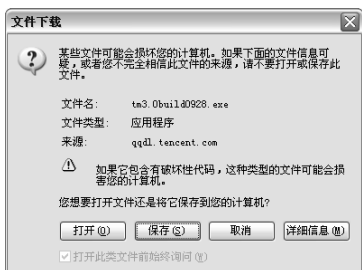 文件下载
某些文件可能会损坏您的计算机。如果下面的文件信息可
疑，或者您不完全相信此文件的来源，请不要打开或保存此
文件。
文件名： tm3.0build0928.exe
文件类型： 应用程序
来源： qqdl.tencent.com
如果它包含有破坏性代码，这种类型的文件可能会损
害您的计算机。
您想要打开文件还是将它保存到您的计算机?
打开(O) 保存(S) 取消 详细信息(M)
打开此类文件前始终询问(W)